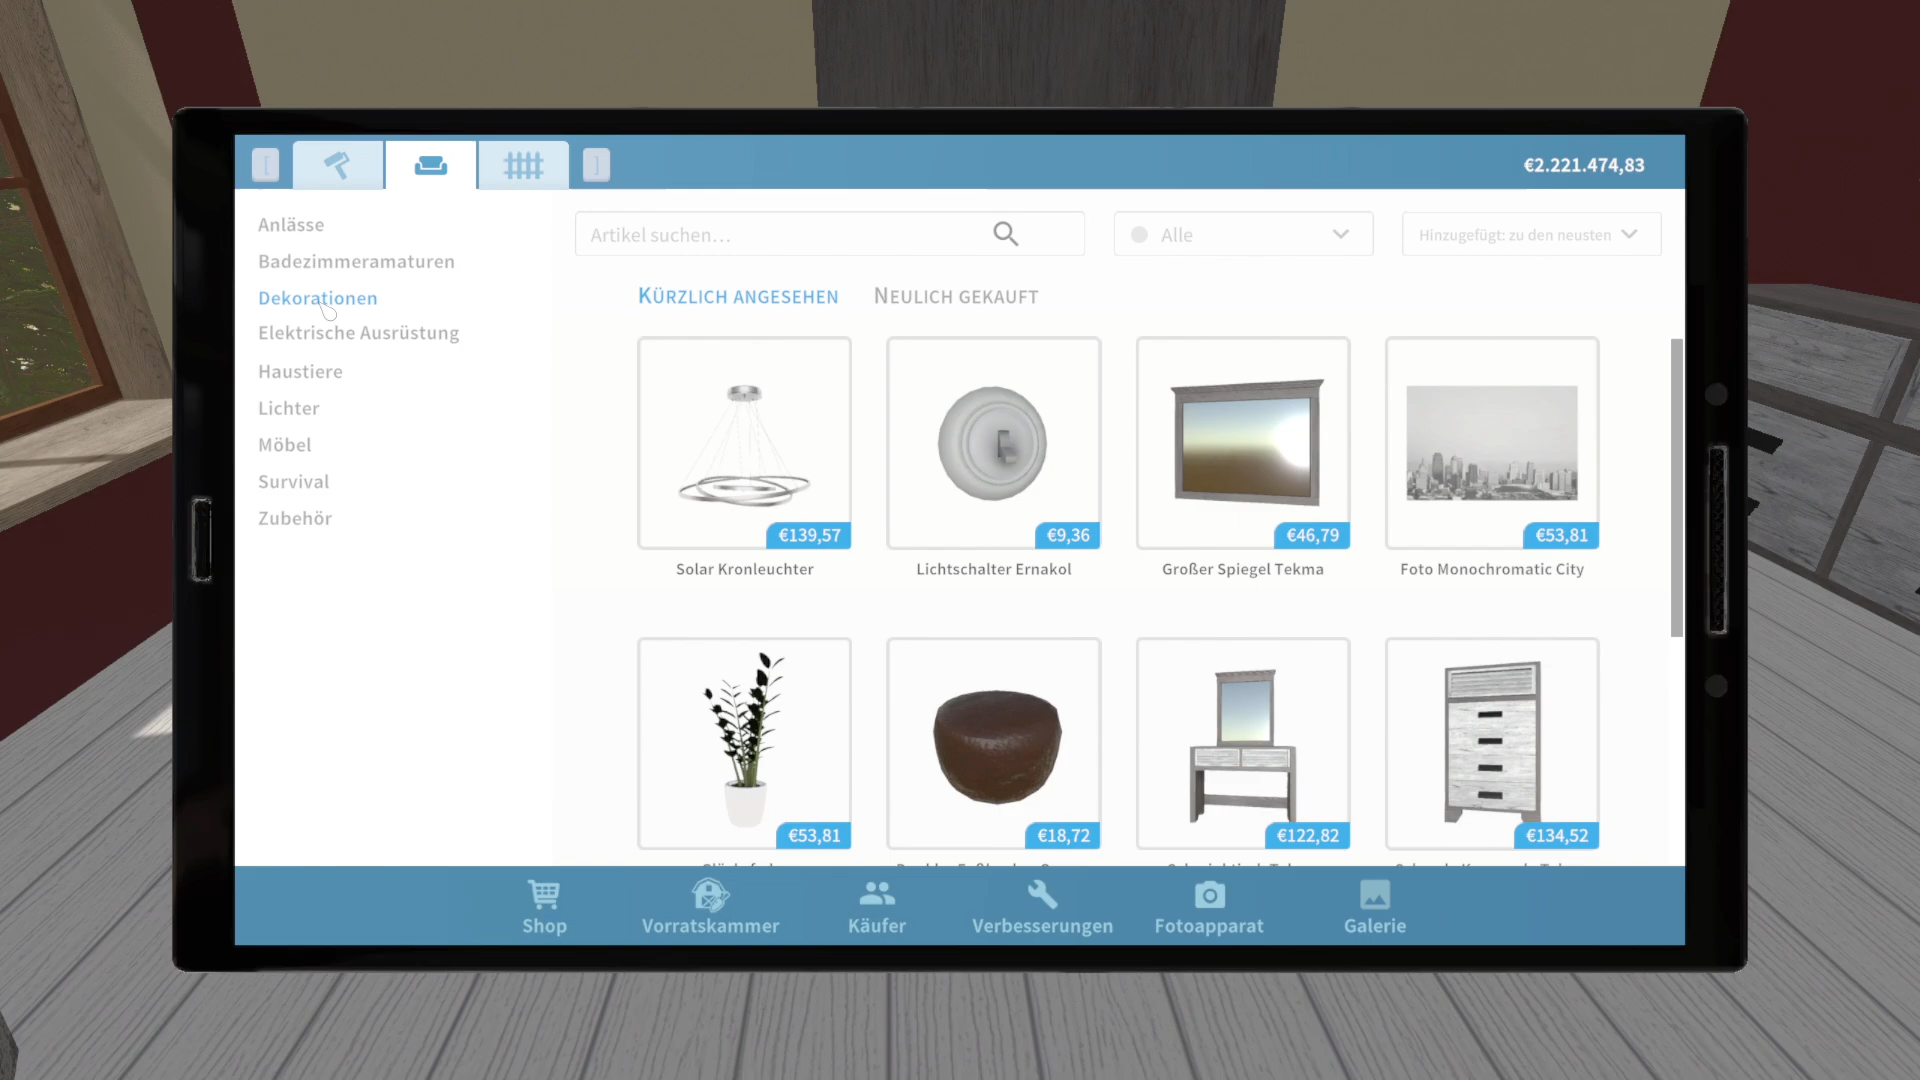 [
]
€2.221.474,83
Anlässe
Badezimmeramaturen
Dekorationen
Elektrische Ausrüstung
Haustiere
Lichter
Möbel
Survival
Zubehör
Artikel suchen...
Alle
Hinzugefügt: zu den neusten
KÜRZLICH ANGESEHEN
NEULICH GEKAUFT
€139,57
€9,36
€46,79
€53,81
Solar Kronleuchter
Lichtschalter Ernakol
Großer Spiegel Tekma
Foto Monochromatic City
€53,81
€18,72
€122,82
€134,52
Shop
Vorratskammer
Käufer
Verbesserungen
Fotoapparat
Galerie